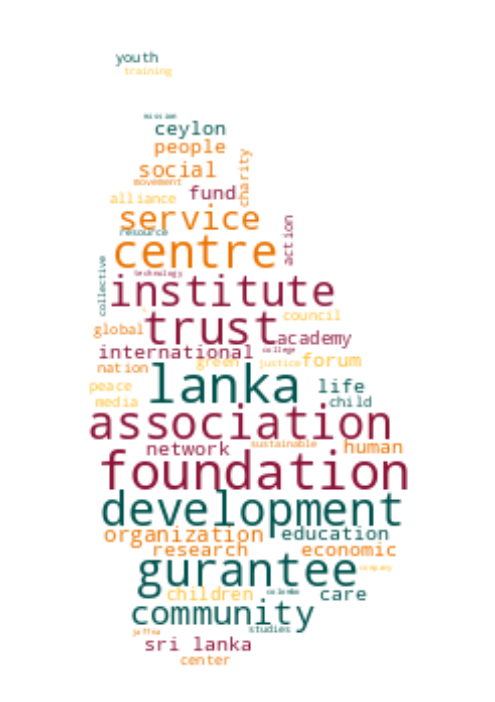 youth
training
mission
ceylon
people
social
charity
movement
alliance
fund
service
resource
action
centre
technology
collective
institute
council
global
trust
academy
international
college
green
justice
forum
nation
lanka
life
peace
media
child
association
network
sustainable
human
foundation
development
organization
education
research
economic
gurantee
company
children
colombo
care
community
jaffna
studies
sri lanka
center